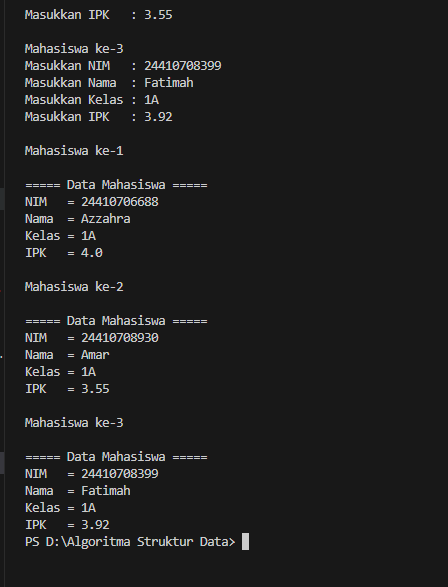 Masukkan IPK   : 3.55
Mahasiswa ke-3
Masukkan NIM   : 24410708399
Masukkan Nama  : Fatimah
Masukkan Kelas : 1A
Masukkan IPK   : 3.92
Mahasiswa ke-1
===== Data Mahasiswa =====
NIM   = 24410706688
Nama  = Azzahra
Kelas = 1A
IPK   = 4.0
Mahasiswa ke-2
===== Data Mahasiswa =====
NIM   = 24410708930
Nama  = Amar
Kelas = 1A
IPK   = 3.55
Mahasiswa ke-3
===== Data Mahasiswa =====
NIM   = 24410708399
Nama  = Fatimah
Kelas = 1A
IPK   = 3.92
PS D:\Algoritma Struktur Data>